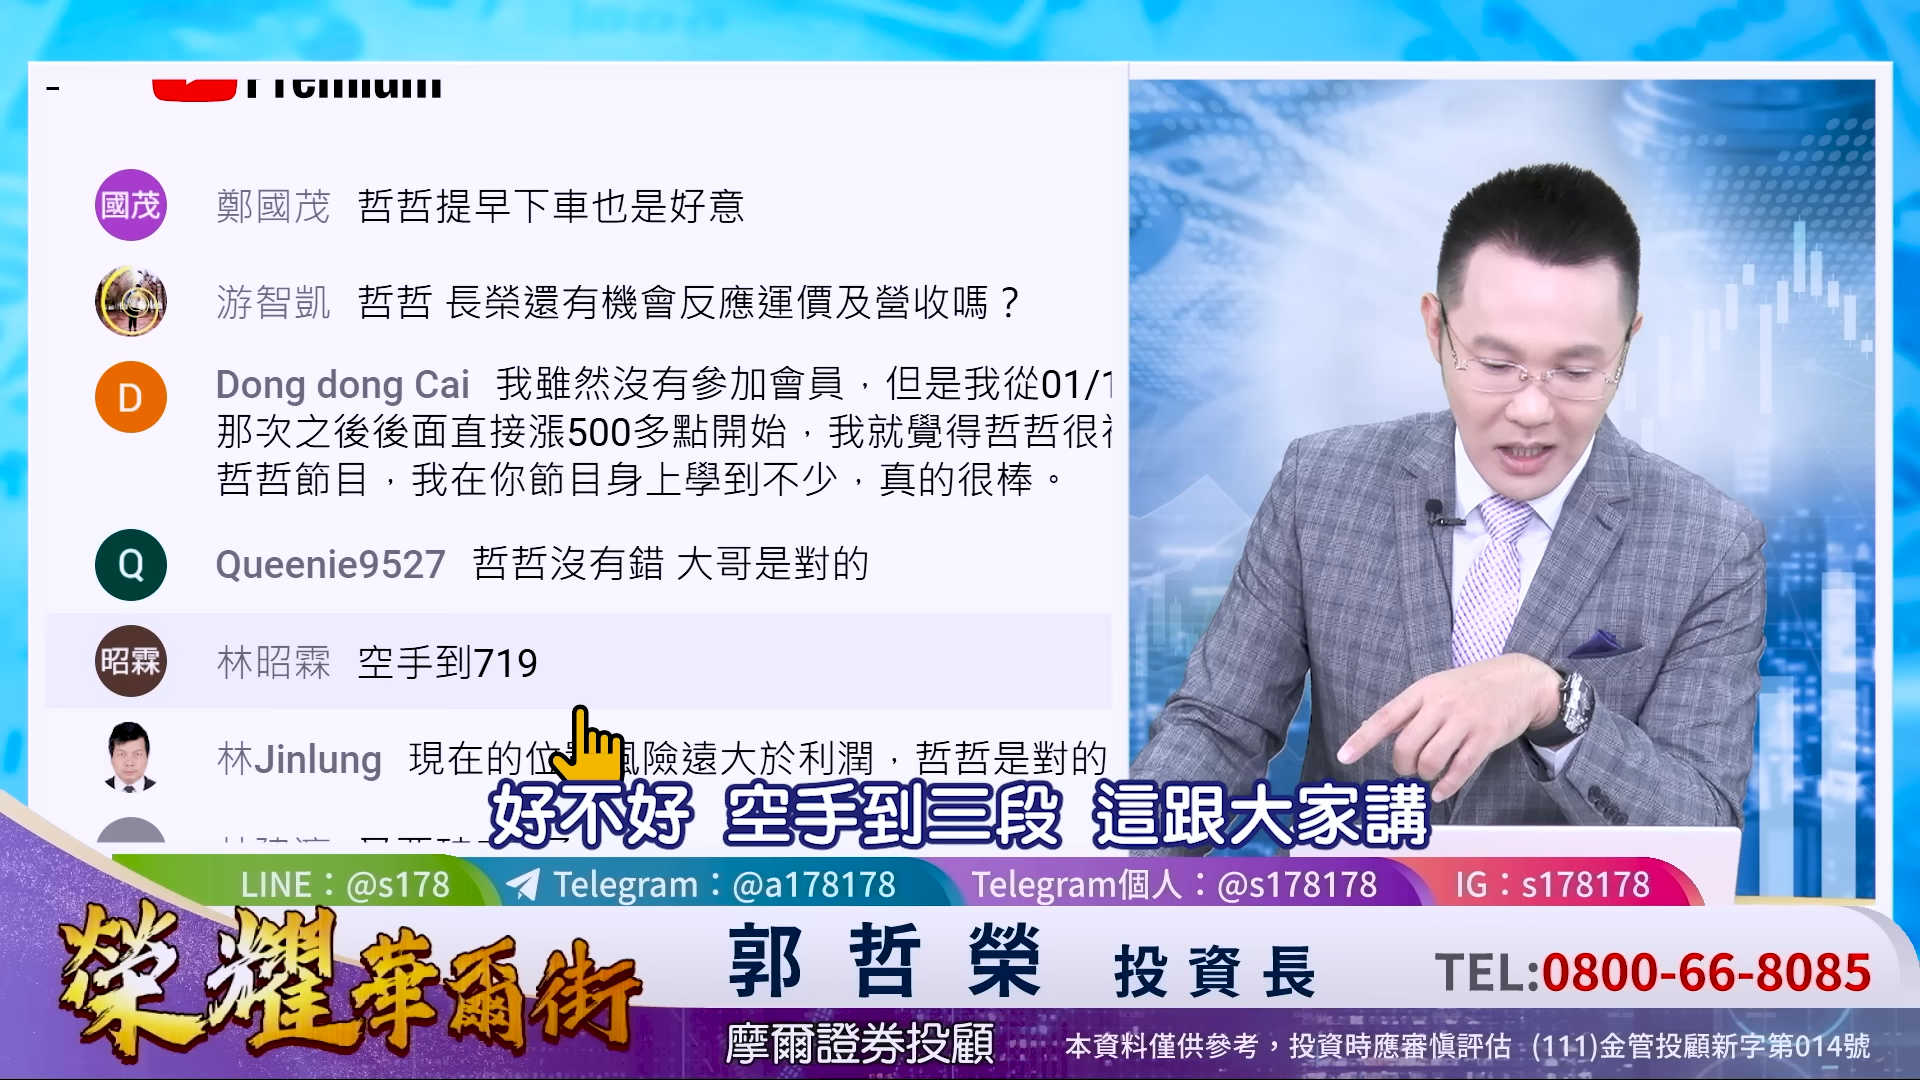 Premium
國茂 鄭國茂 哲哲提早下車也是好意
游智凱 哲哲 長榮還有機會反應運價及營收嗎？
D Dong dong Cai 我雖然沒有參加會員，但是我從01/1
那次之後後面直接漲500多點開始，我就覺得哲哲很
哲哲節目，我在你節目身上學到不少，真的很棒。
Q Queenie9527 哲哲沒有錯 大哥是對的
昭霖 林昭霖 空手到719
林Jinlung 現在的位 風險遠大於利潤，哲哲是對的
好不好 空手到三段 這跟大家講
LINE：@s178 Telegram：@a178178 Telegram個人：@s178178 IG：s178178
榮耀華爾街
郭哲榮 投資長 TEL:0800-66-8085
摩爾證券投顧 本資料僅供參考，投資時應審慎評估 (111)金管投顧新字第014號